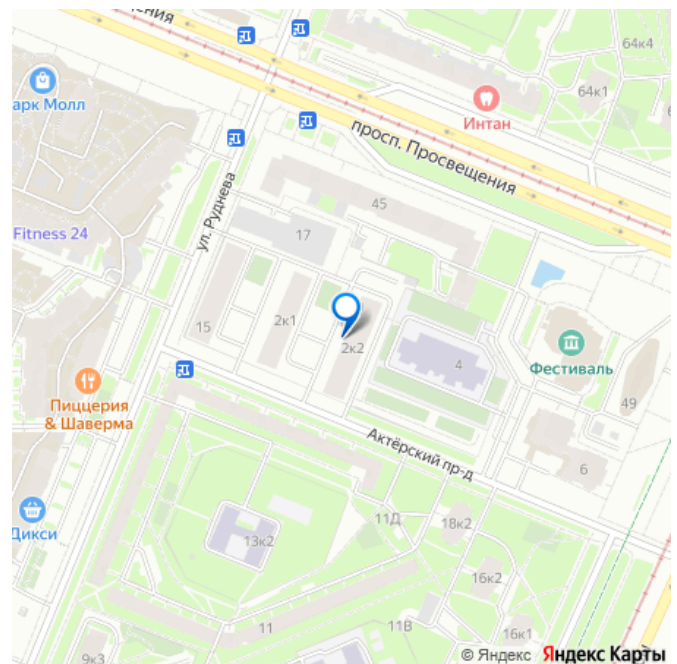 щения
64к4
64к1
арк Молл
Интан
просп. Просвещения
ул. Руднева
45
17
Fitness 24
15
2к1
2к2
4
Фестиваль
49
Пиццерия
& Шаверма
Актёрский пр-д
6
11Д
18к2
Дикси
13к2
16к2
11
11В
16к1
9к3
© Яндекс Яндекс Карты